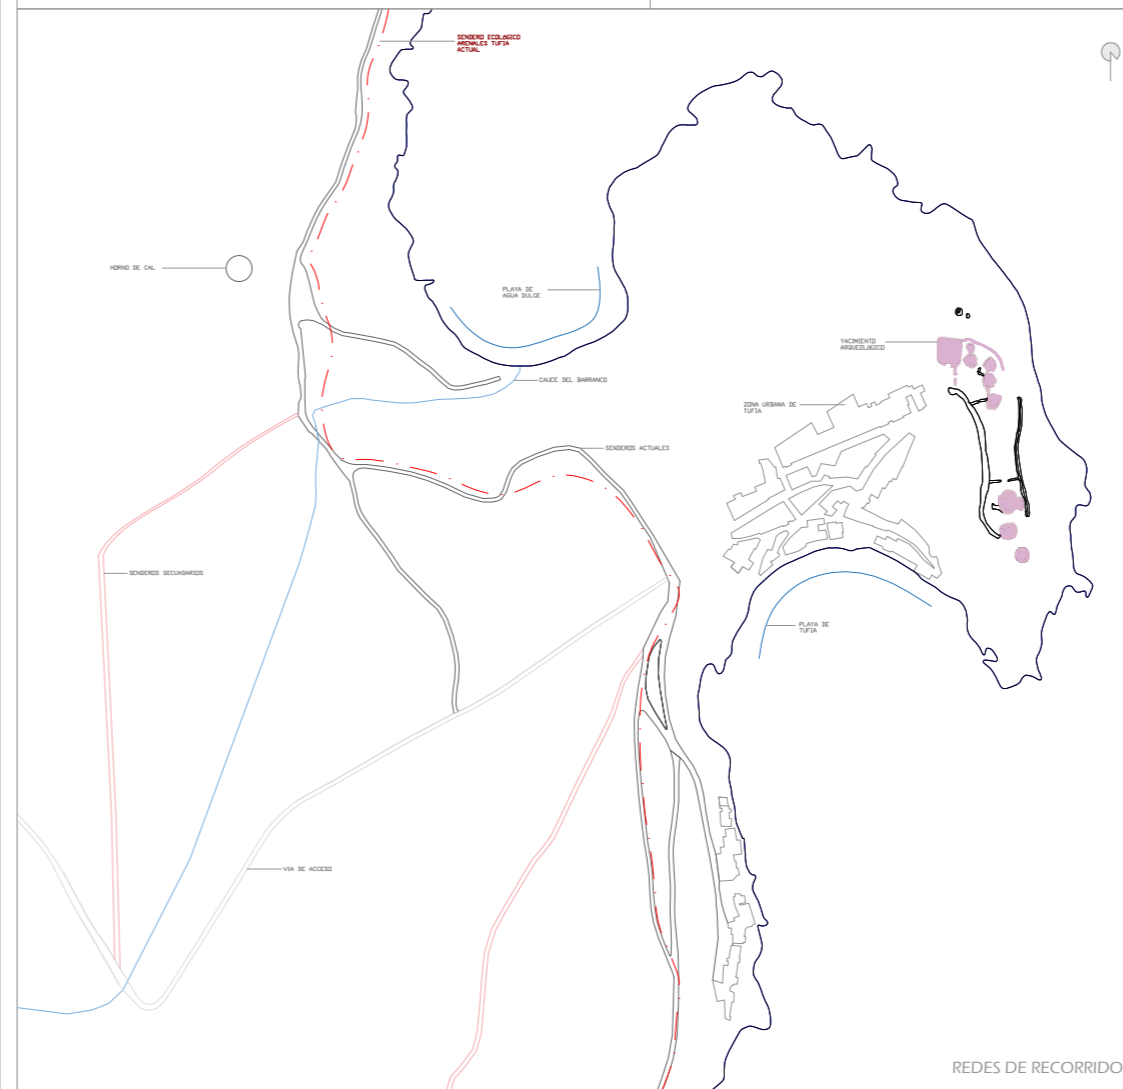 SENDERO ECOLóGICO
ARENALES TUFIA
ACTUAL
HORNO DE CAL
PLAYA DE
AGUA DULCE
YACIMIENTO
ARQUEOLóGICO
CAUCE DEL BARRANCO
ZONA URBANA DE
TUFIA
SENDEROS ACTUALES
SENDEROS SECUNDARIOS
PLAYA DE
TUFIA
VíA DE ACCESO
REDES DE RECORRIDO